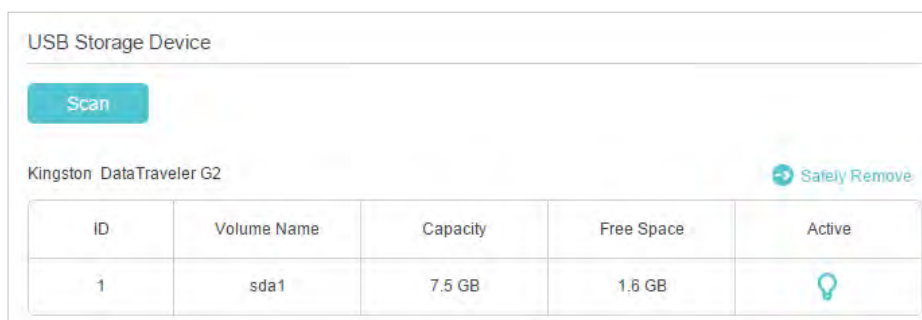 USB Storage Device
Scan
Kingston DataTraveler G2
Safely Remove
ID Volume Name Capacity Free Space Active
1 sda1 7.5 GB 1.6 GB